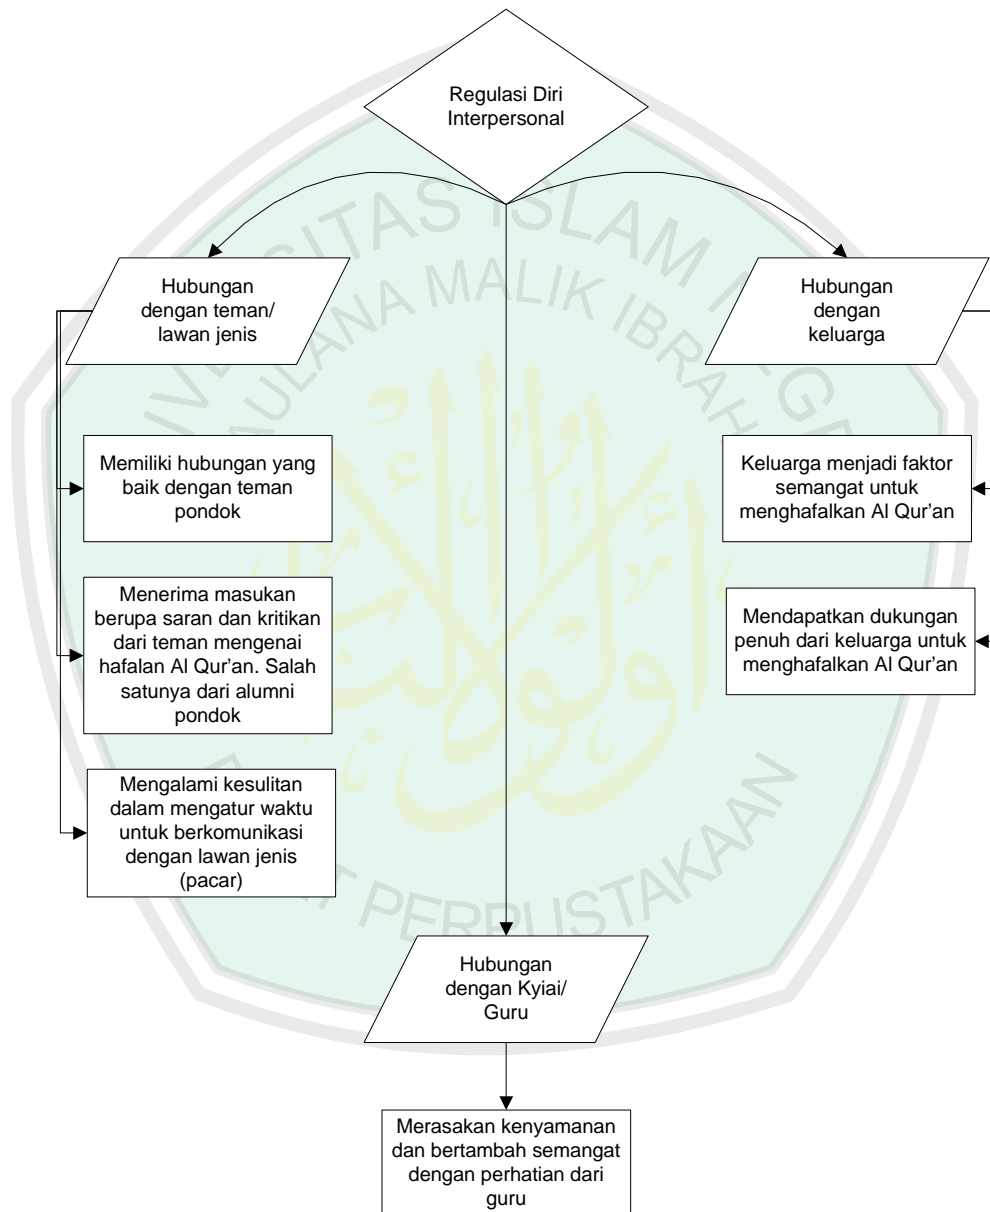 Regulasi Diri
Interpersonal
Hubungan
dengan teman/
lawan jenis
Hubungan
dengan
keluarga
Memiliki hubungan yang
baik dengan teman
pondok
Keluarga menjadi faktor
semangat untuk
menghafalkan Al Qur'an
Menerima masukan
berupa saran dan kritikan
dari teman mengenai
hafalan Al Qur'an. Salah
satunya dari alumni
pondok
Mendapatkan dukungan
penuh dari keluarga untuk
menghafalkan Al Qur'an
Mengalami kesulitan
dalam mengatur waktu
untuk berkomunikasi
dengan lawan jenis
(pacar)
Hubungan
dengan Kyiai/
Guru
Merasakan kenyamanan
dan bertambah semangat
dengan perhatian dari
guru
ISLAM
MALIK
PERPUSTAKAAN